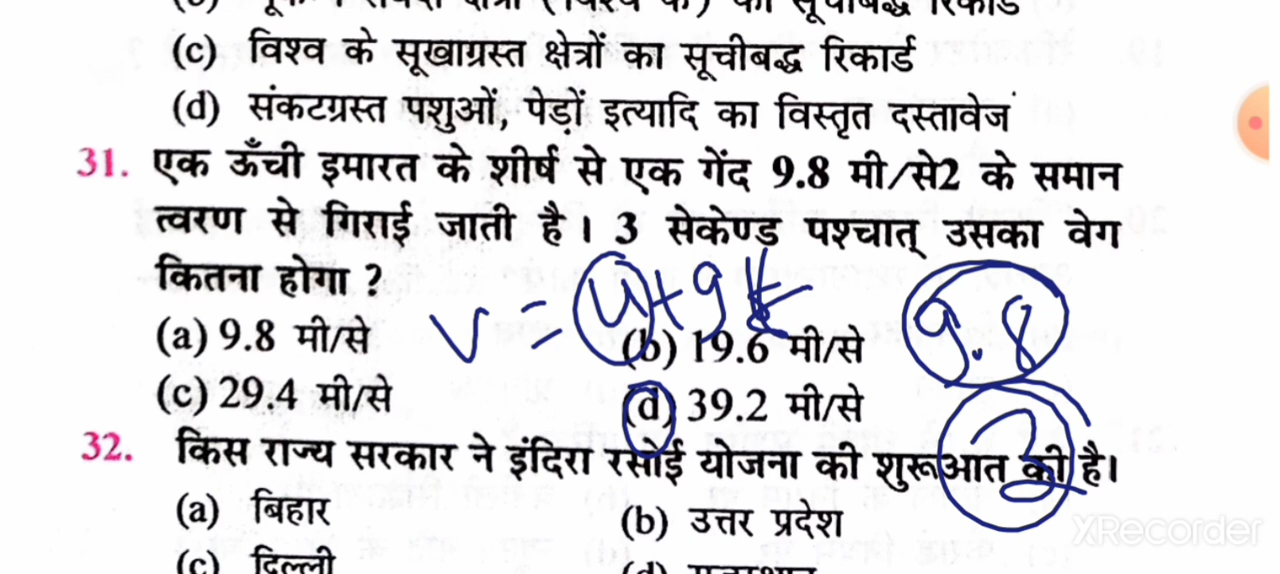 (c) विश्व के सूखाग्रस्त क्षेत्रों का सूचीबद्ध रिकार्ड
(d) संकटग्रस्त पशुओं, पेड़ों इत्यादि का विस्तृत दस्तावेज
31. एक ऊँची इमारत के शीर्ष से एक गेंद 9.8 मी/से2 के समान
त्वरण से गिराई जाती है। 3 सेकेण्ड पश्चात् उसका वेग
कितना होगा ?
v = u + gt
9.8
3
(a) 9.8 मी/से (b) 19.6 मी/से
(c) 29.4 मी/से (d) 39.2 मी/से
32. किस राज्य सरकार ने इंदिरा रसोई योजना की शुरूआत की है।
(a) बिहार (b) उत्तर प्रदेश
(c) दिल्ली (d)
XRecorder